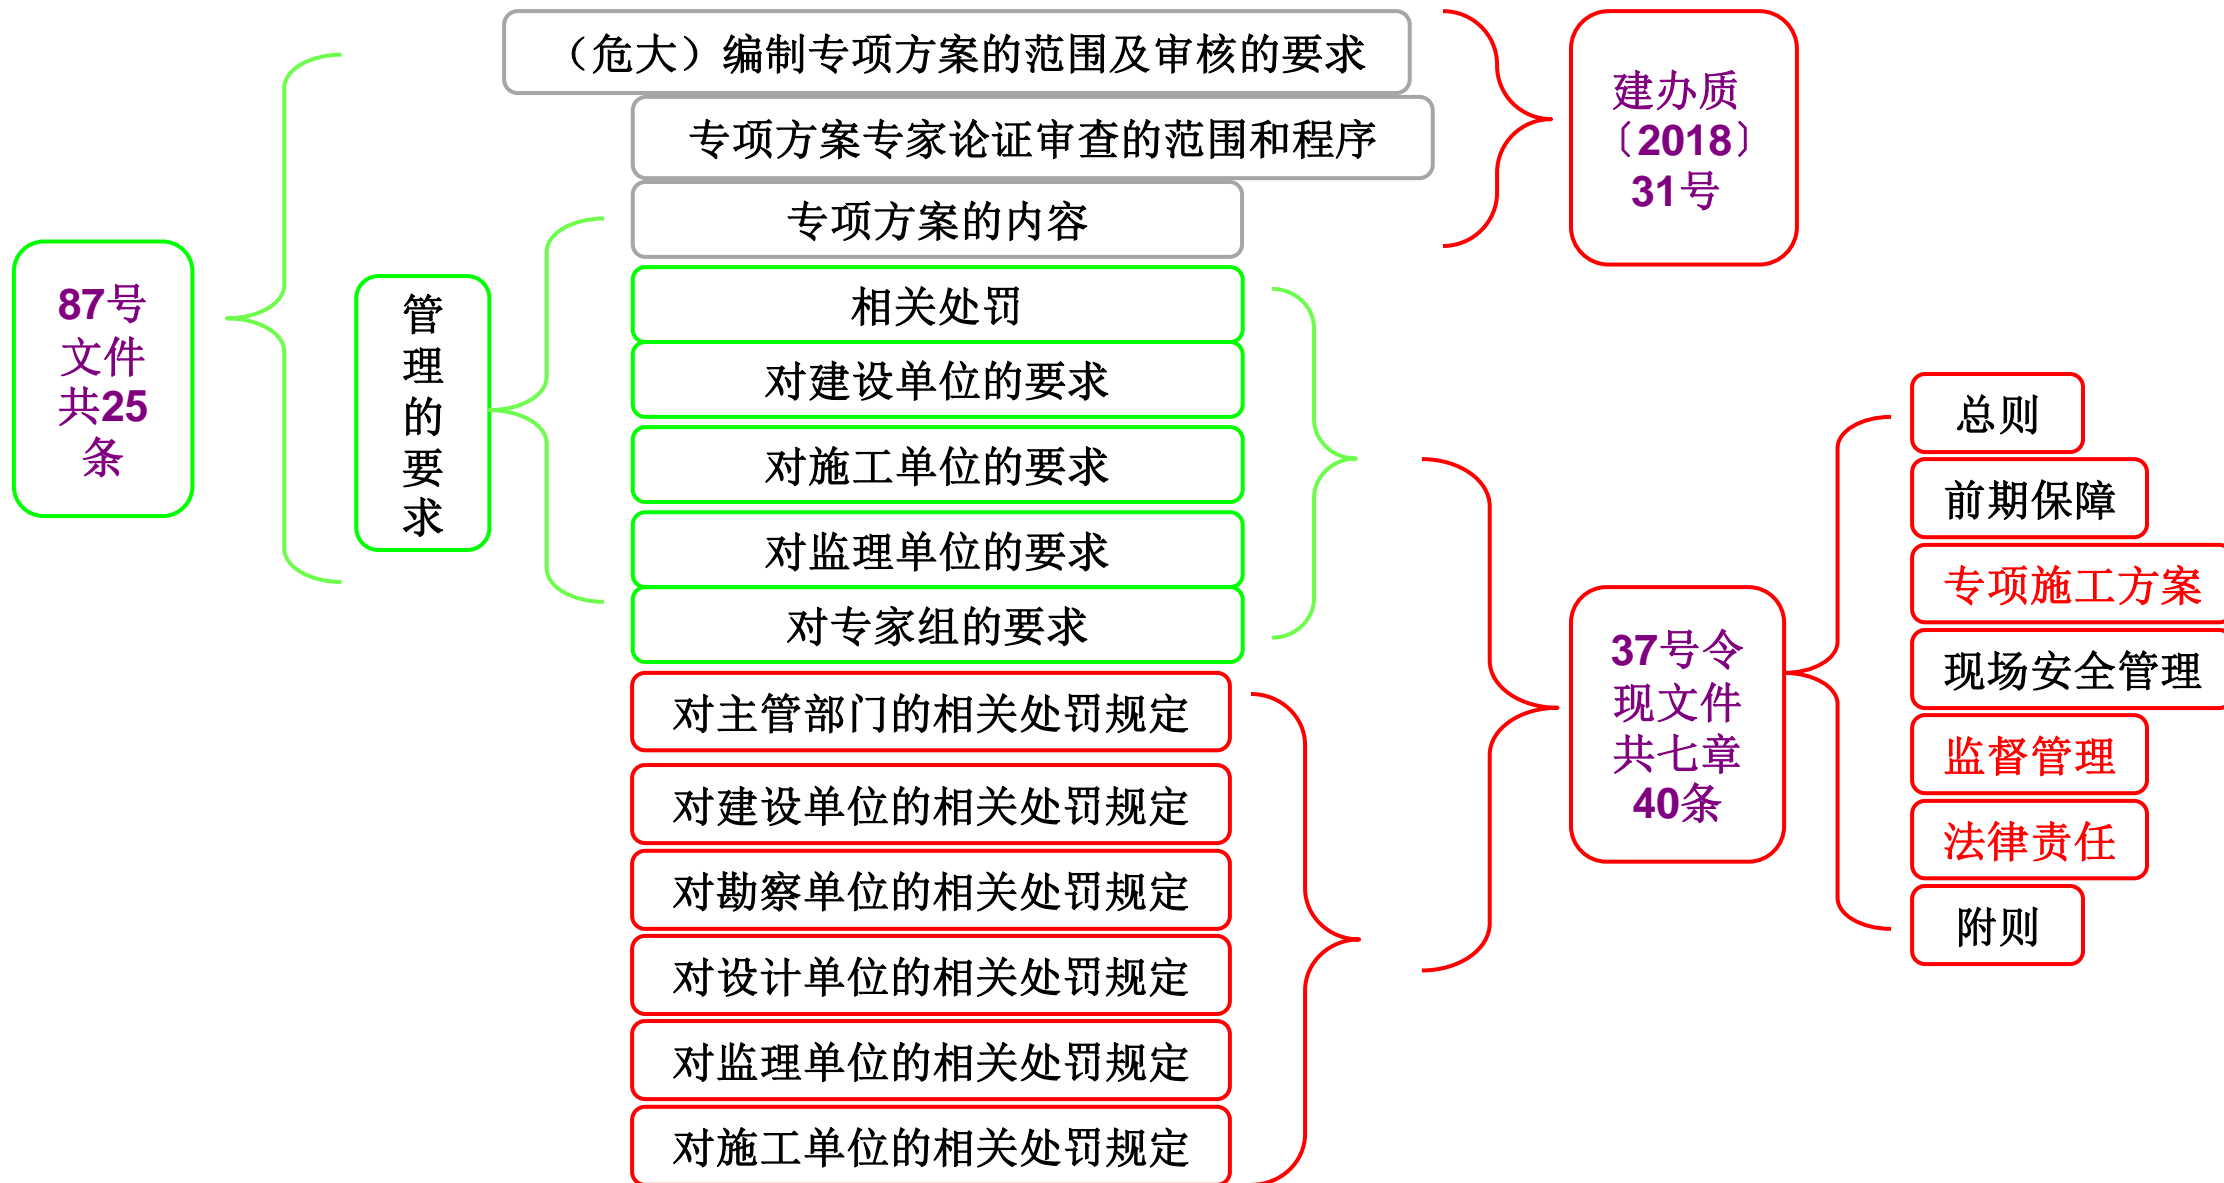 87号
文件
共25
条
管
理
的
要
求
（危大）编制专项方案的范围及审核的要求
专项方案专家论证审查的范围和程序
专项方案的内容
相关处罚
对建设单位的要求
对施工单位的要求
对监理单位的要求
对专家组的要求
对主管部门的相关处罚规定
对建设单位的相关处罚规定
对勘察单位的相关处罚规定
对设计单位的相关处罚规定
对监理单位的相关处罚规定
对施工单位的相关处罚规定
建办质
〔2018〕
31号
37号令
现文件
共七章
40条
总则
前期保障
专项施工方案
现场安全管理
监督管理
法律责任
附则